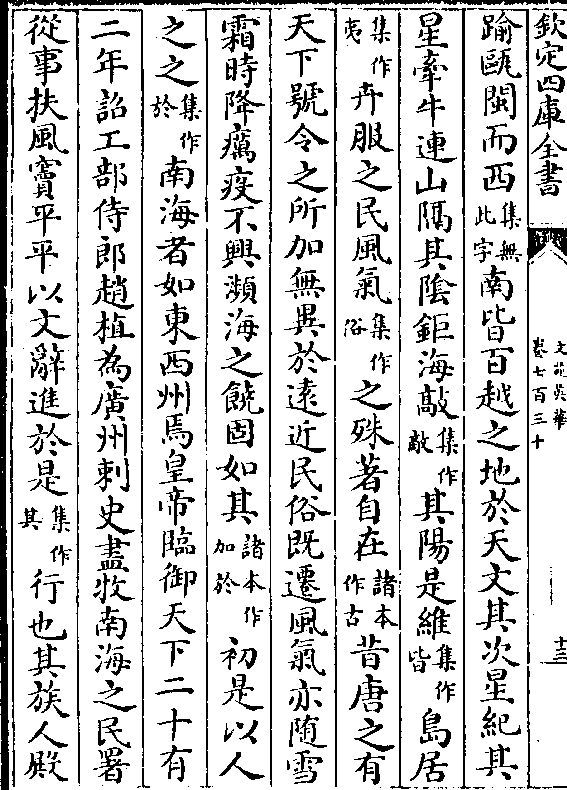 欽定四庫全書
文苑英華
卷七百三十
十三
踰甌閩而西集無此字南皆百越之地於天文其次星紀其
星牽牛連山隔其陰鉅海敲集作敵其陽是維集作皆島居
集作夷卉服之民風氣集作俗之殊著自在諸本作古昔唐之有
天下號令之所加無異於遠近民俗既遷風氣亦随雪
霜時降癘疫不興瀕海之饒固如其諸本作加於初是以人
之之集作於南海者如東西州焉皇帝臨御天下二十有
二年詔工部侍郎趙植為廣州刺史盡牧南海之民署
從事扶風竇平平以文辭進於是集作其行也其族人殿